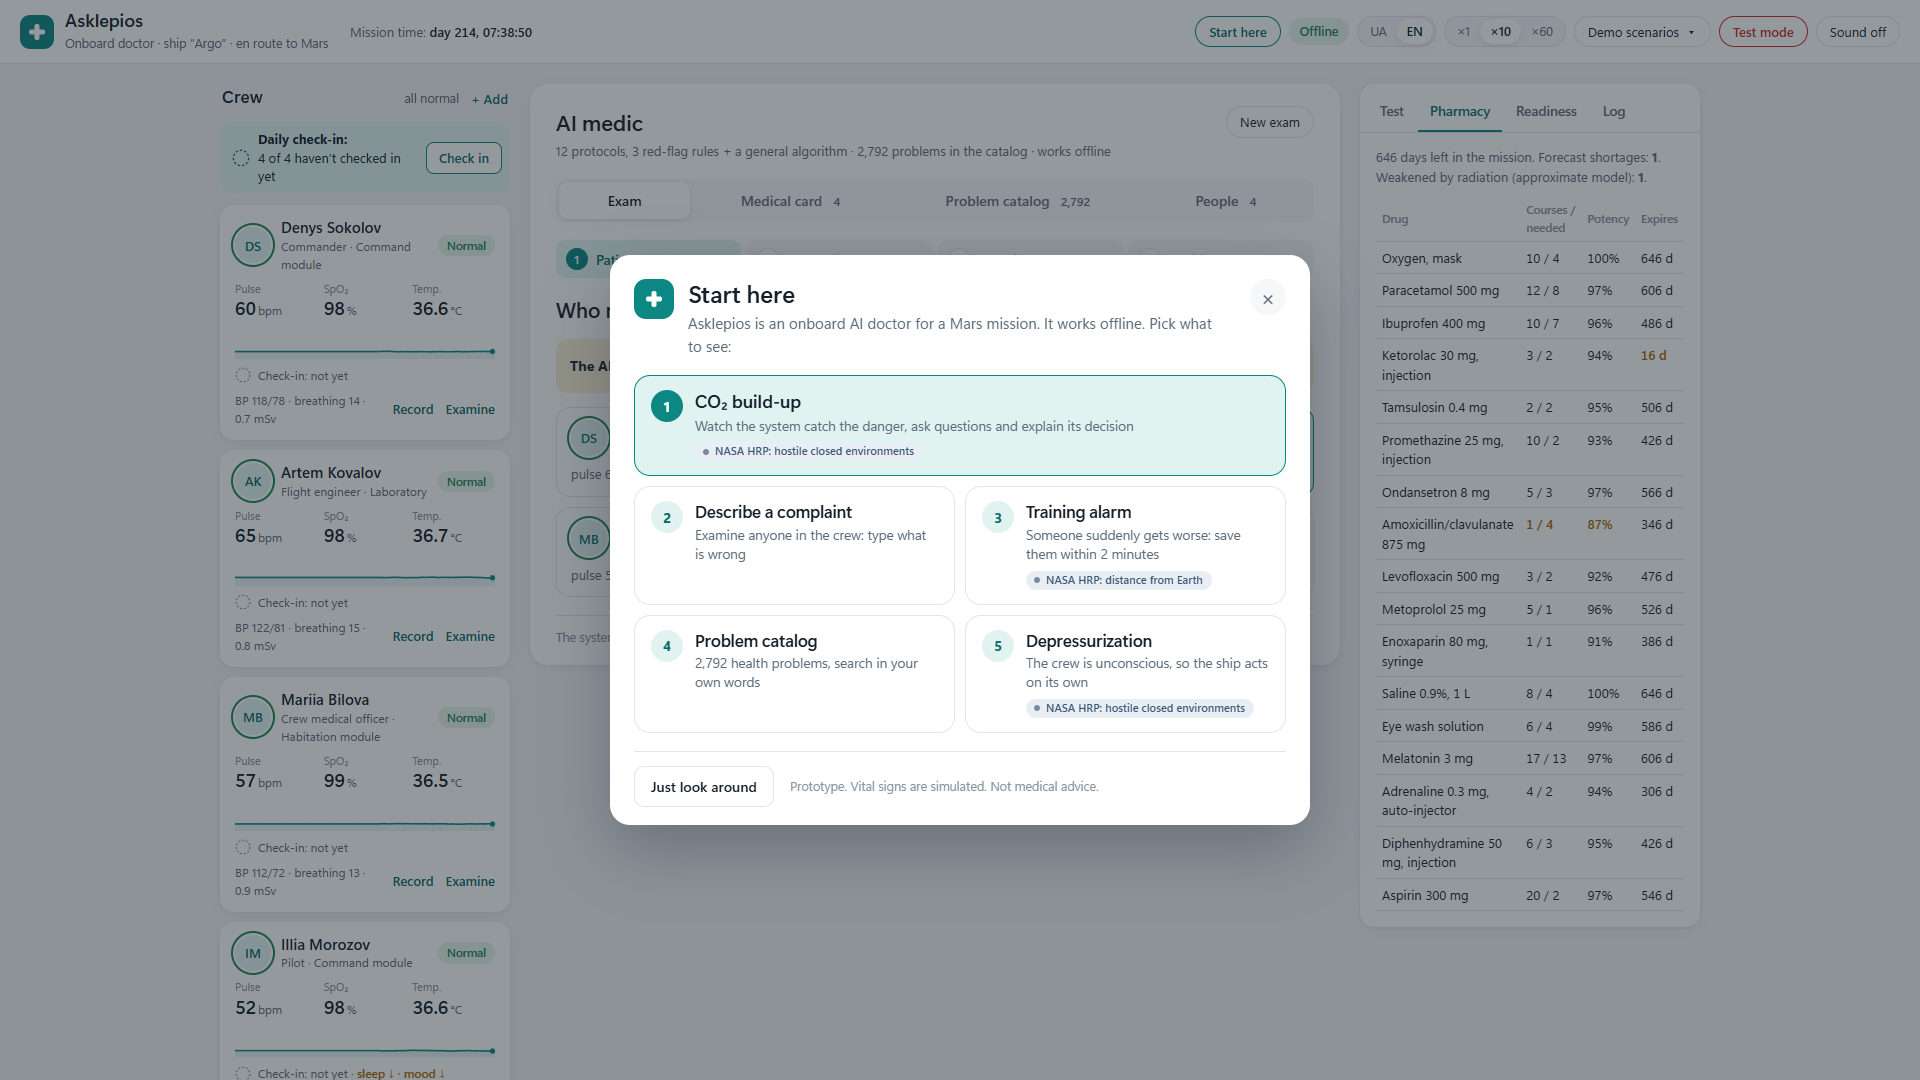 Asklepios
Onboard doctor · ship "Argo" · en route to Mars
Mission time: day 214, 07:38:50
Start here
Offline
UA EN
×1 ×10 ×60
Demo scenarios
Test mode
Sound off
Crew
all normal + Add
Daily check-in:
4 of 4 haven't checked in
yet
Check in
DS
Denys Sokolov
Commander · Command
module
Normal
Pulse SpO₂ Temp.
60 bpm 98 % 36.6 °C
Check-in: not yet
BP 118/78 · breathing 14 ·
0.7 mSv
Record Examine
AK
Artem Kovalov
Flight engineer · Laboratory
Normal
Pulse SpO₂ Temp.
65 bpm 98 % 36.7 °C
Check-in: not yet
BP 122/81 · breathing 15 ·
0.8 mSv
Record Examine
MB
Mariia Bilova
Crew medical officer ·
Habitation module
Normal
Pulse SpO₂ Temp.
57 bpm 99 % 36.5 °C
Check-in: not yet
BP 112/72 · breathing 13 ·
0.9 mSv
Record Examine
IM
Illia Morozov
Pilot · Command module
Normal
Pulse SpO₂ Temp.
52 bpm 98 % 36.6 °C
Check-in: not yet · sleep ↓ · mood ↓
AI medic
New exam
12 protocols, 3 red-flag rules + a general algorithm · 2,792 problems in the catalog · works offline
Exam
Medical card 4
Problem catalog 2,792
People 4
1
Who
The
DS
pulse
MB
pulse
The
Start here
Asklepios is an onboard AI doctor for a Mars mission. It works offline. Pick what
to see:
×
1
CO₂ build-up
Watch the system catch the danger, ask questions and explain its decision
NASA HRP: hostile closed environments
2
Describe a complaint
Examine anyone in the crew: type what
is wrong
3
Training alarm
Someone suddenly gets worse: save
them within 2 minutes
NASA HRP: distance from Earth
4
Problem catalog
2,792 health problems, search in your
own words
5
Depressurization
The crew is unconscious, so the ship acts
on its own
NASA HRP: hostile closed environments
Just look around
Prototype. Vital signs are simulated. Not medical advice.
Test Pharmacy Readiness Log
646 days left in the mission. Forecast shortages: 1.
Weakened by radiation (approximate model): 1.
Drug Courses / needed Potency Expires
Oxygen, mask 10 / 4 100% 646 d
Paracetamol 500 mg 12 / 8 97% 606 d
Ibuprofen 400 mg 10 / 7 96% 486 d
Ketorolac 30 mg, injection 3 / 2 94% 16 d
Tamsulosin 0.4 mg 2 / 2 95% 506 d
Promethazine 25 mg, injection 10 / 2 93% 426 d
Ondansetron 8 mg 5 / 3 97% 566 d
Amoxicillin/clavulanate 875 mg 1 / 4 87% 346 d
Levofloxacin 500 mg 3 / 2 92% 476 d
Metoprolol 25 mg 5 / 1 96% 526 d
Enoxaparin 80 mg, syringe 1 / 1 91% 386 d
Saline 0.9%, 1 L 8 / 4 100% 646 d
Eye wash solution 6 / 4 99% 586 d
Melatonin 3 mg 17 / 13 97% 606 d
Adrenaline 0.3 mg, auto-injector 4 / 2 94% 306 d
Diphenhydramine 50 mg, injection 6 / 3 95% 426 d
Aspirin 300 mg 20 / 2 97% 546 d